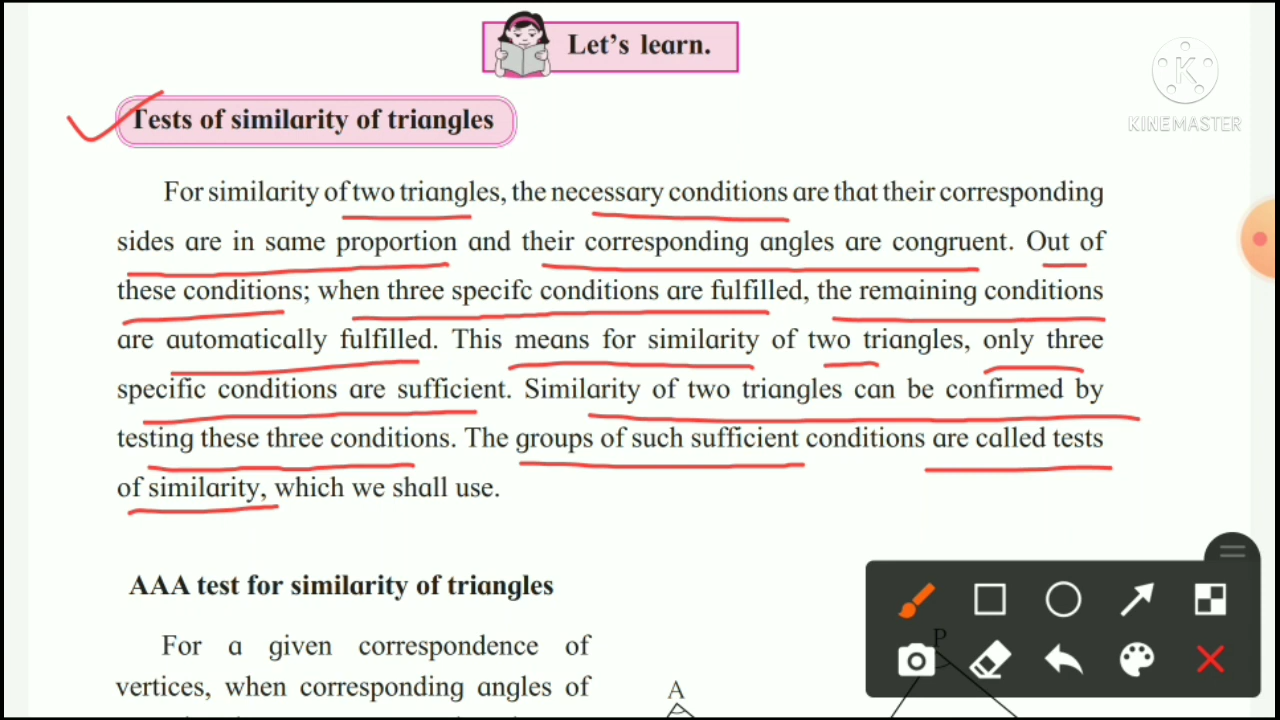 Let's learn.
KINEMASTER
Tests of similarity of triangles
For similarity of two triangles, the necessary conditions are that their corresponding
sides are in same proportion and their corresponding angles are congruent. Out of
these conditions; when three specifc conditions are fulfilled, the remaining conditions
are automatically fulfilled. This means for similarity of two triangles, only three
specific conditions are sufficient. Similarity of two triangles can be confirmed by
testing these three conditions. The groups of such sufficient conditions are called tests
of similarity, which we shall use.
AAA test for similarity of triangles
For a given correspondence of
vertices, when corresponding angles of
P
A